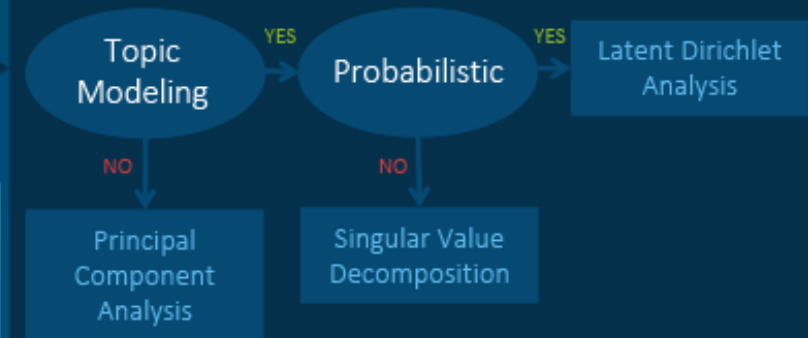 Topic
Modeling
YES
Probabilistic
YES
Latent Dirichlet
Analysis
NO
NO
Principal
Component
Analysis
Singular Value
Decomposition